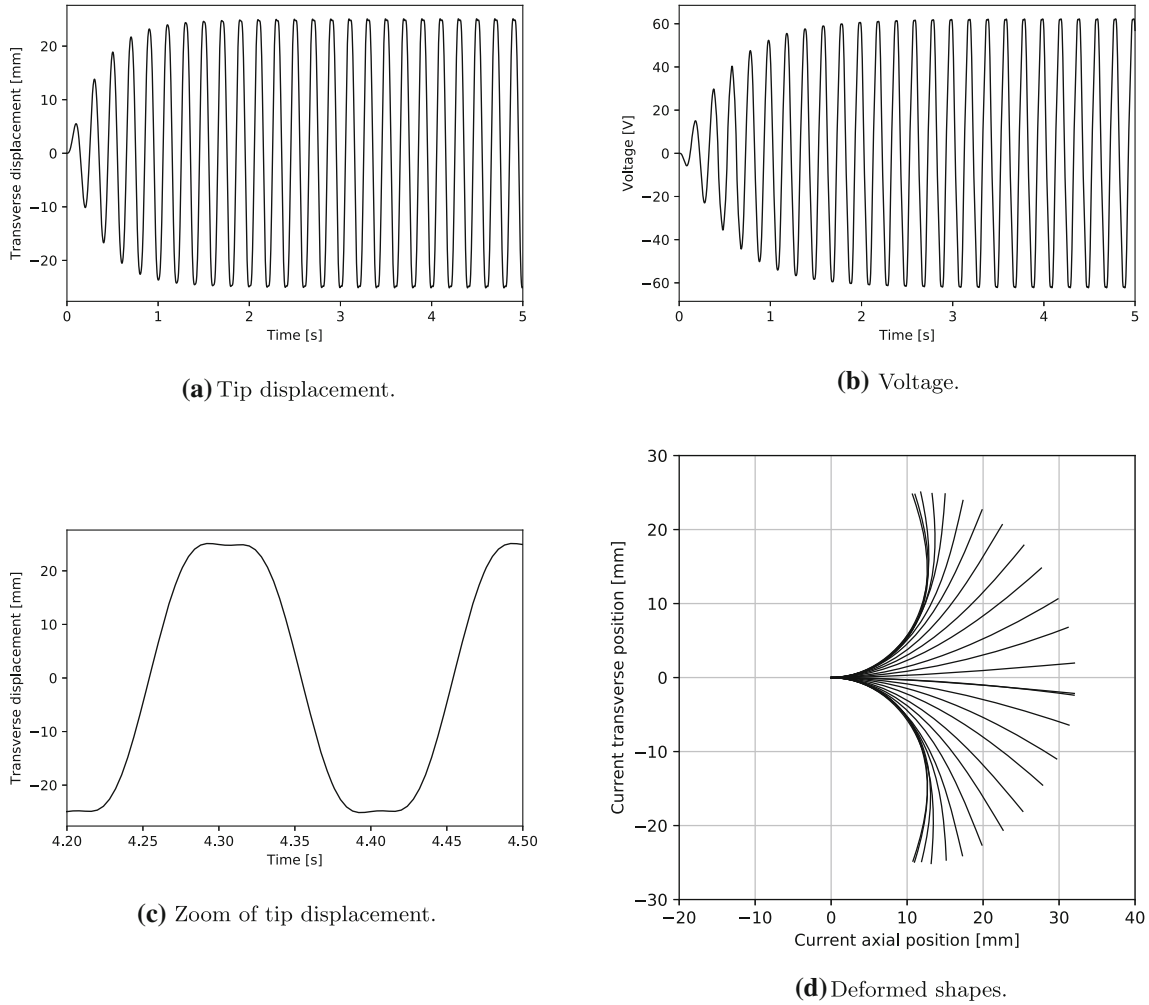 20
10
0
−10
−20
Transverse displacement [mm]
0 1 2 3 4 5
Time [s]
(a) Tip displacement.
60
40
20
0
−20
−40
−60
Voltage [V]
0 1 2 3 4 5
Time [s]
(b) Voltage.
20
10
0
−10
−20
Transverse displacement [mm]
4.20 4.25 4.30 4.35 4.40 4.45 4.50
Time [s]
(c) Zoom of tip displacement.
30
20
10
0
−10
−20
−30
Current transverse position [mm]
−20 −10 0 10 20 30 40
Current axial position [mm]
(d) Deformed shapes.